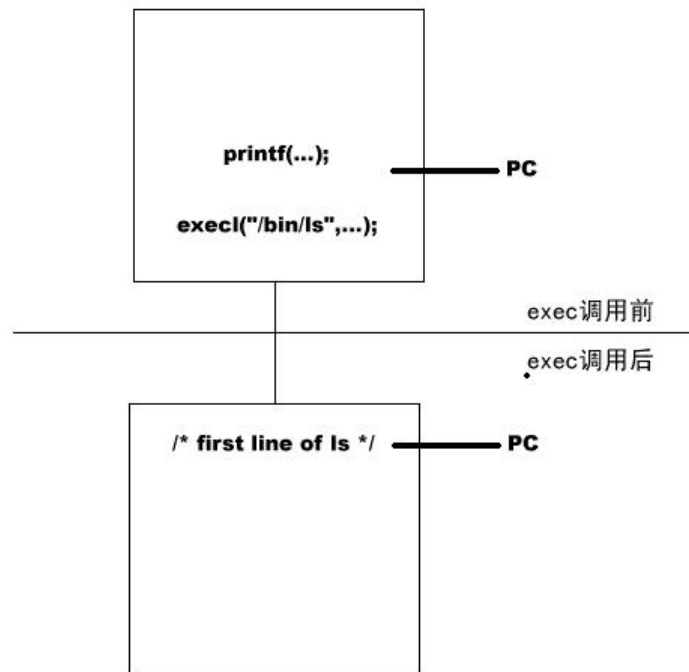 printf(...);
PC
execl("/bin/ls",...);
exec调用前
exec调用后
/* first line of ls */
PC